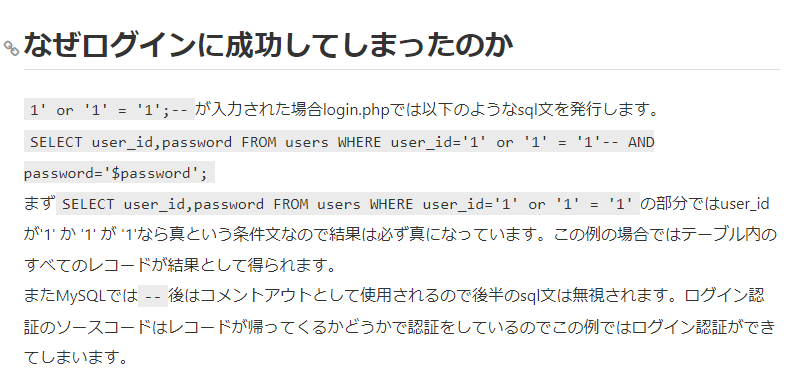 なぜログインに成功してしまったのか
1' or '1' = '1';-- が入力された場合login.phpでは以下のようなsql文を発行します。
SELECT user_id,password FROM users WHERE user_id='1' or '1' = '1'-- AND
password='$password';
まず SELECT user_id,password FROM users WHERE user_id='1' or '1' = '1' の部分ではuser_id
が'1' か '1' が '1'なら真という条件文なので結果は必ず真になっています。この例の場合ではテーブル内の
すべてのレコードが結果として得られます。
またMySQLでは -- 後はコメントアウトとして使用されるので後半のsql文は無視されます。ログイン認
証のソースコードはレコードが帰ってくるかどうかで認証をしているのでこの例ではログイン認証ができ
てしまいます。